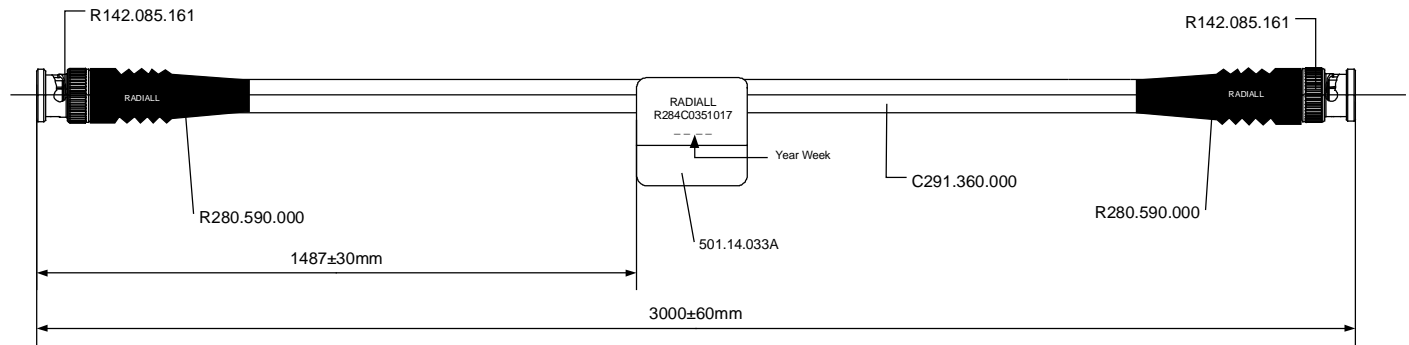 R142.085.161
R142.085.161
RADIALL
RADIALL
RADIALL
R284C0351017
_ _ _ _
Year Week
C291.360.000
R280.590.000
R280.590.000
501.14.033A
1487±30mm
3000±60mm